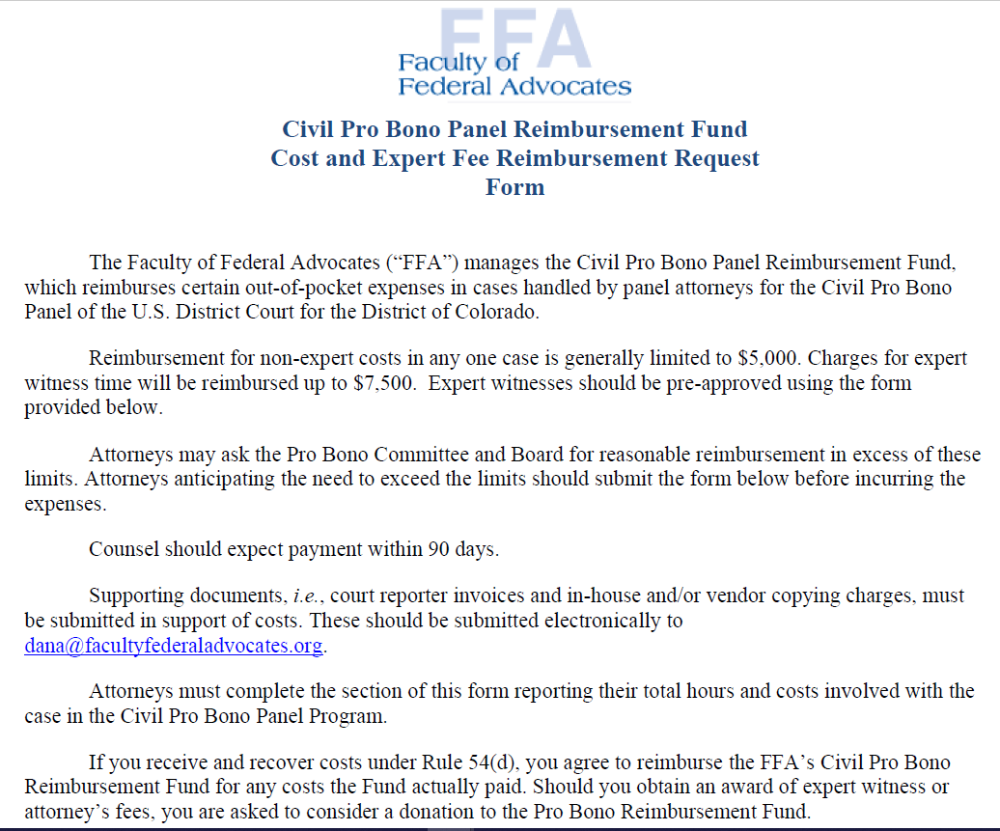 FFA
Faculty of
Federal Advocates
Civil Pro Bono Panel Reimbursement Fund
Cost and Expert Fee Reimbursement Request
Form
The Faculty of Federal Advocates (“FFA”) manages the Civil Pro Bono Panel Reimbursement Fund,
which reimburses certain out-of-pocket expenses in cases handled by panel attorneys for the Civil Pro Bono
Panel of the U.S. District Court for the District of Colorado.
Reimbursement for non-expert costs in any one case is generally limited to $5,000. Charges for expert
witness time will be reimbursed up to $7,500.  Expert witnesses should be pre-approved using the form
provided below.
Attorneys may ask the Pro Bono Committee and Board for reasonable reimbursement in excess of these
limits. Attorneys anticipating the need to exceed the limits should submit the form below before incurring the
expenses.
Counsel should expect payment within 90 days.
Supporting documents, i.e., court reporter invoices and in-house and/or vendor copying charges, must
be submitted in support of costs. These should be submitted electronically to
dana@facultyfederaladvocates.org.
Attorneys must complete the section of this form reporting their total hours and costs involved with the
case in the Civil Pro Bono Panel Program.
If you receive and recover costs under Rule 54(d), you agree to reimburse the FFA’s Civil Pro Bono
Reimbursement Fund for any costs the Fund actually paid. Should you obtain an award of expert witness or
attorney’s fees, you are asked to consider a donation to the Pro Bono Reimbursement Fund.